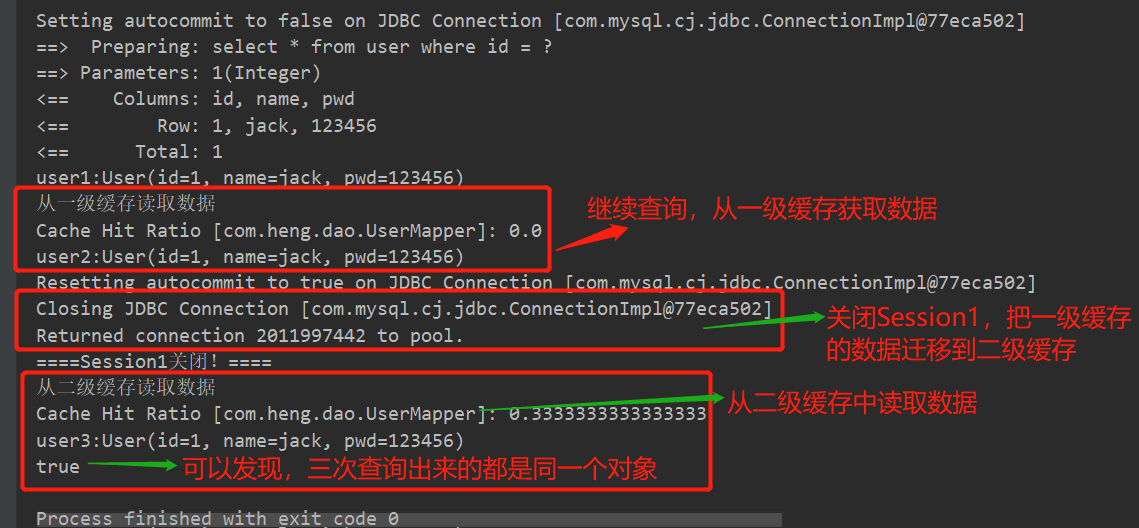 Setting autocommit to false on JDBC Connection [com.mysql.cj.jdbc.ConnectionImpl@77eca502]
==>  Preparing: select * from user where id = ?
==> Parameters: 1(Integer)
<==    Columns: id, name, pwd
<==        Row: 1, jack, 123456
<==      Total: 1
user1:User(id=1, name=jack, pwd=123456)
从一级缓存读取数据
继续查询，从一级缓存获取数据
Cache Hit Ratio [com.heng.dao.UserMapper]: 0.0
user2:User(id=1, name=jack, pwd=123456)
Resetting autocommit to true on JDBC Connection [com.mysql.cj.jdbc.ConnectionImpl@77eca502]
Closing JDBC Connection [com.mysql.cj.jdbc.ConnectionImpl@77eca502]
Returned connection 2011997442 to pool.
关闭Session1，把一级缓存
的数据迁移到二级缓存
====Session1关闭！====
从二级缓存读取数据
Cache Hit Ratio [com.heng.dao.UserMapper]: 0.3333333333333333
从二级缓存中读取数据
user3:User(id=1, name=jack, pwd=123456)
true
可以发现，三次查询出来的都是同一个对象
Process finished with exit code 0